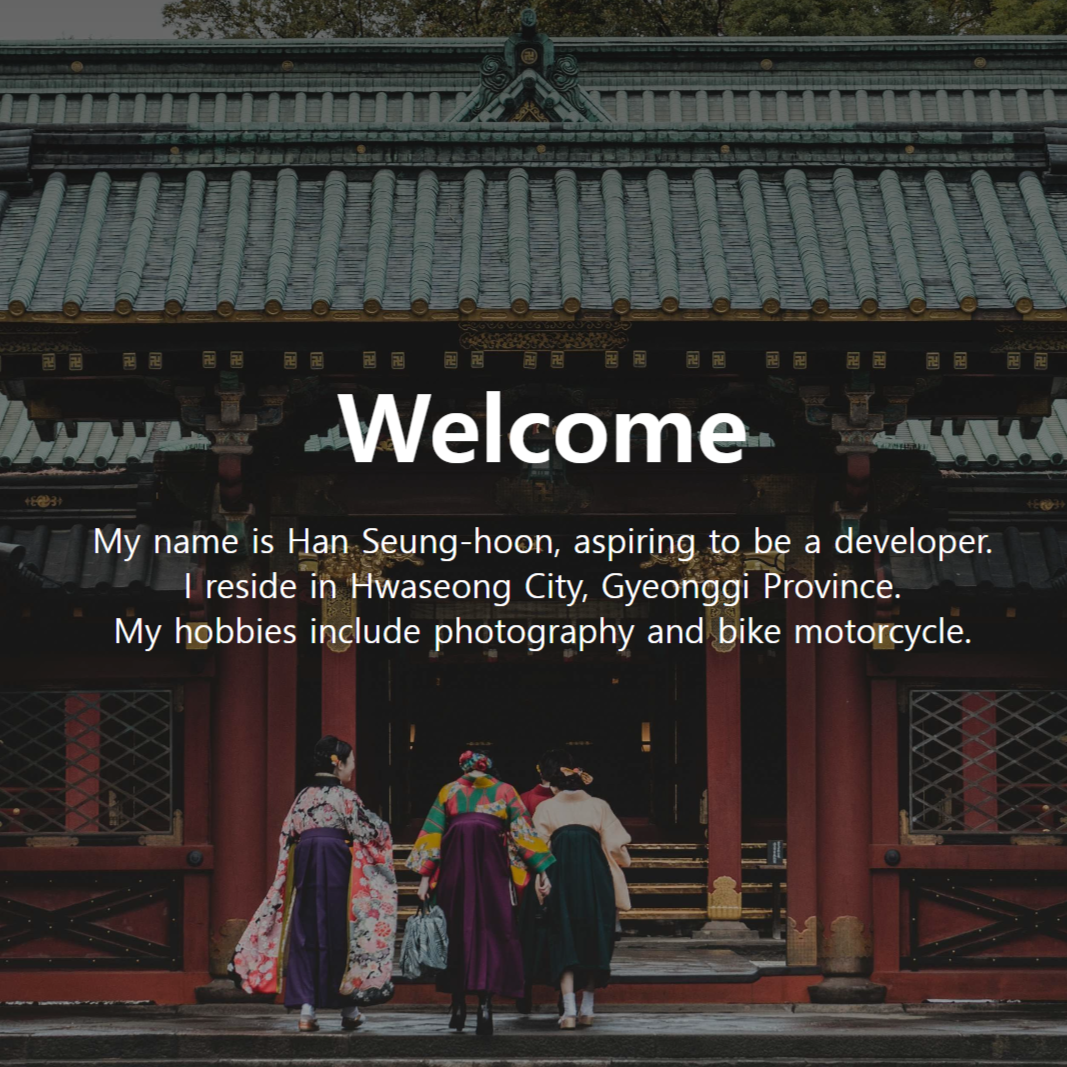 Welcome
My name is Han Seung-hoon, aspiring to be a developer.
I reside in Hwaseong City, Gyeonggi Province.
My hobbies include photography and bike motorcycle.